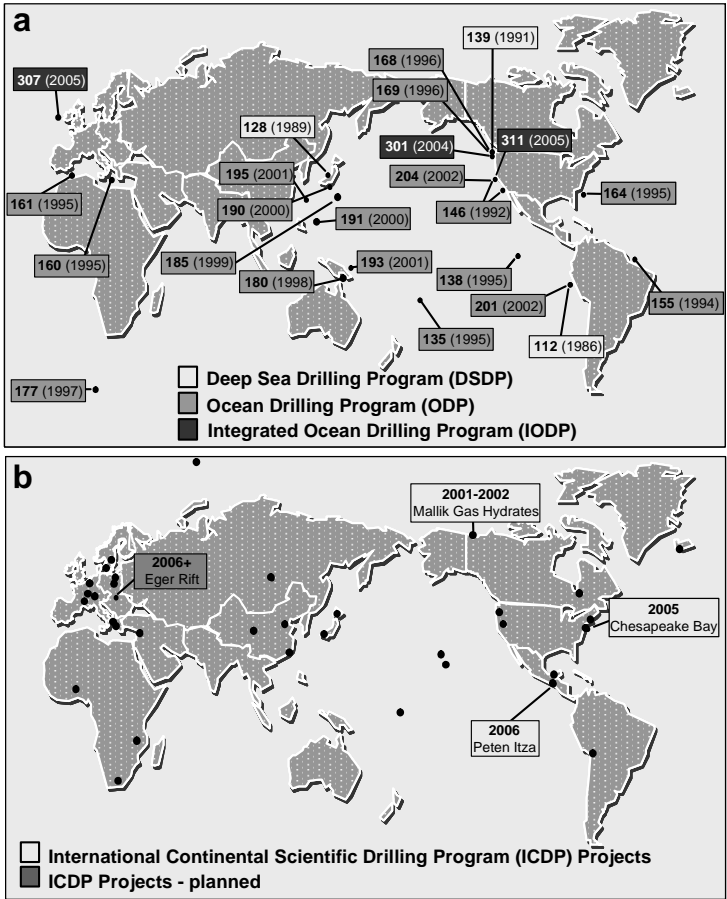 a
139 (1991)
168 (1996)
307 (2005)
169 (1996)
128 (1989)
301 (2004)
311 (2005)
195 (2001)
204 (2002)
161 (1995)
190 (2000)
146 (1992)
164 (1995)
191 (2000)
160 (1995)
185 (1999)
193 (2001)
138 (1995)
180 (1998)
201 (2002)
155 (1994)
135 (1995)
112 (1986)
177 (1997)
Deep Sea Drilling Program (DSDP)
Ocean Drilling Program (ODP)
Integrated Ocean Drilling Program (IODP)
b
2001-2002
Mallik Gas Hydrates
2006+
Eger Rift
2005
Chesapeake Bay
2006
Peten Itza
International Continental Scientific Drilling Program (ICDP) Projects
ICDP Projects - planned